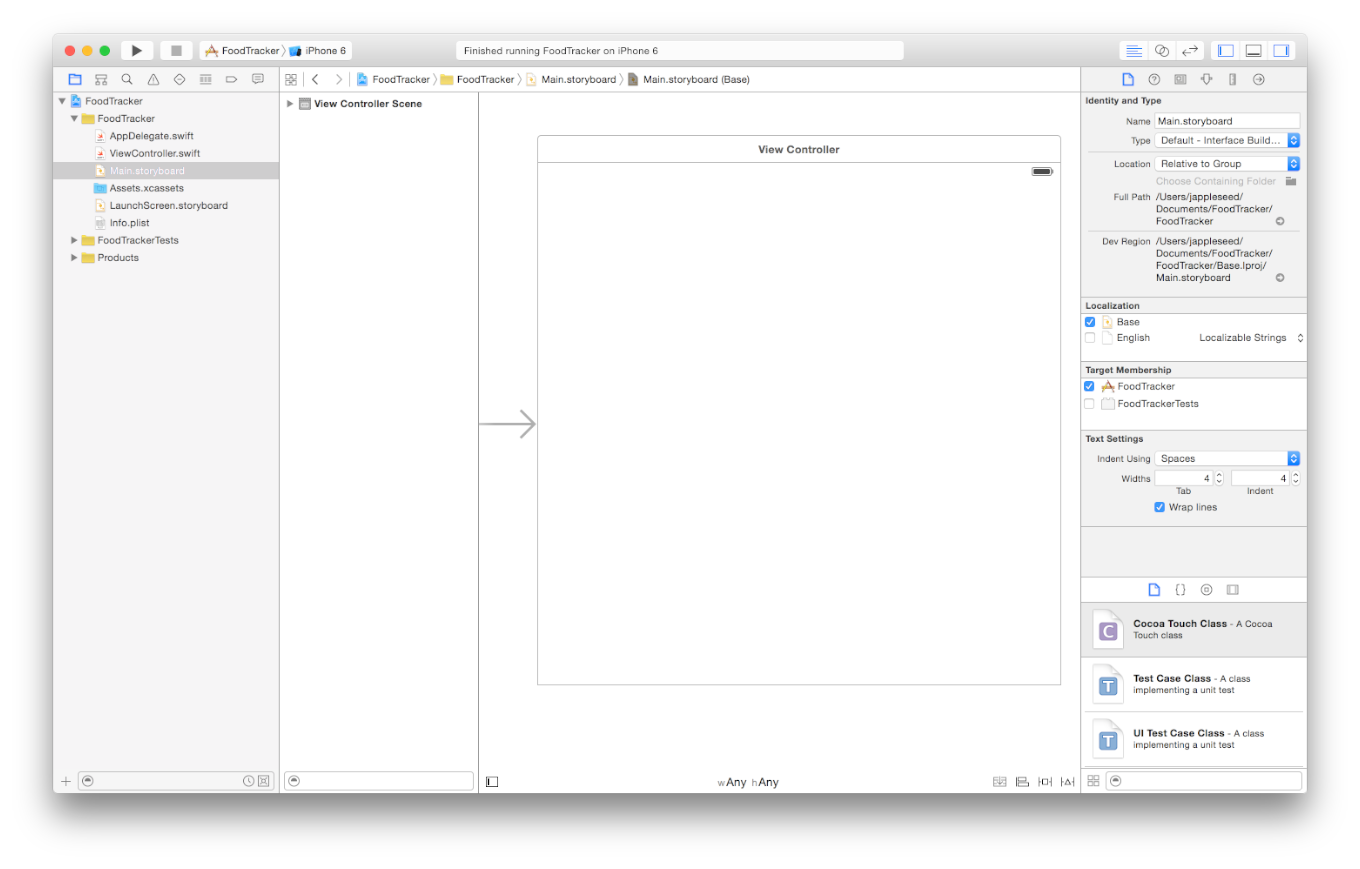 FoodTracker iPhone 6
Finished running FoodTracker on iPhone 6
FoodTracker FoodTracker Main.storyboard Main.storyboard (Base)
FoodTracker
FoodTracker
AppDelegate.swift
ViewController.swift
Main.storyboard
Assets.xcassets
LaunchScreen.storyboard
Info.plist
FoodTrackerTests
Products
View Controller Scene
View Controller
wAny hAny
Identity and Type
Name Main.storyboard
Type Default - Interface Build...
Location Relative to Group
Choose Containing Folder
Full Path /Users/jappleseed/
Documents/FoodTracker/
FoodTracker
Dev Region /Users/jappleseed/
Documents/FoodTracker/
FoodTracker/Base.lproj/
Main.storyboard
Localization
Base
English Localizable Strings
Target Membership
FoodTracker
FoodTrackerTests
Text Settings
Indent Using Spaces
Widths 4 4
Tab Indent
Wrap lines
{}
C
Cocoa Touch Class - A Cocoa
Touch class
T
Test Case Class - A class
implementing a unit test
T
UI Test Case Class - A class
implementing a unit test